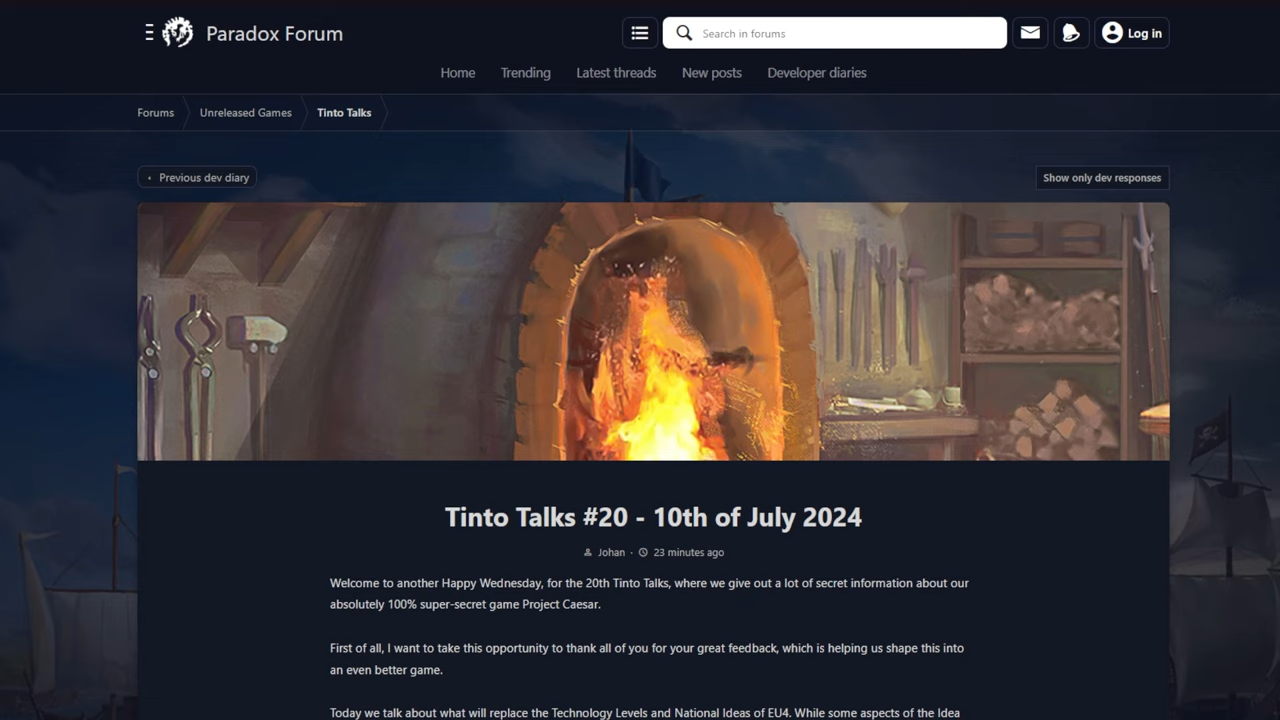 Paradox Forum
Search in forums
Log in
Home Trending Latest threads New posts Developer diaries
Forums Unreleased Games Tinto Talks
Previous dev diary
Show only dev responses
Tinto Talks #20 - 10th of July 2024
Johan · 23 minutes ago
Welcome to another Happy Wednesday, for the 20th Tinto Talks, where we give out a lot of secret information about our
absolutely 100% super-secret game Project Caesar.
First of all, I want to take this opportunity to thank all of you for your great feedback, which is helping us shape this into
an even better game.
Today we talk about what will replace the Technology Levels and National Ideas of EU4. While some aspects of the Idea